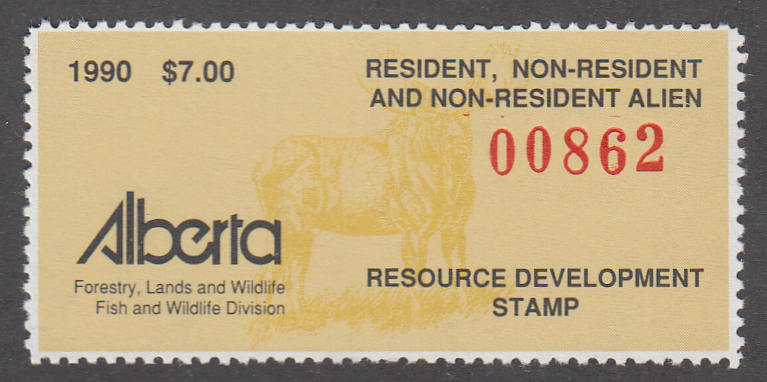 1990 $7.00
RESIDENT, NON-RESIDENT
AND NON-RESIDENT ALIEN
00862
Alberta
Forestry, Lands and Wildlife
Fish and Wildlife Division
RESOURCE DEVELOPMENT
STAMP